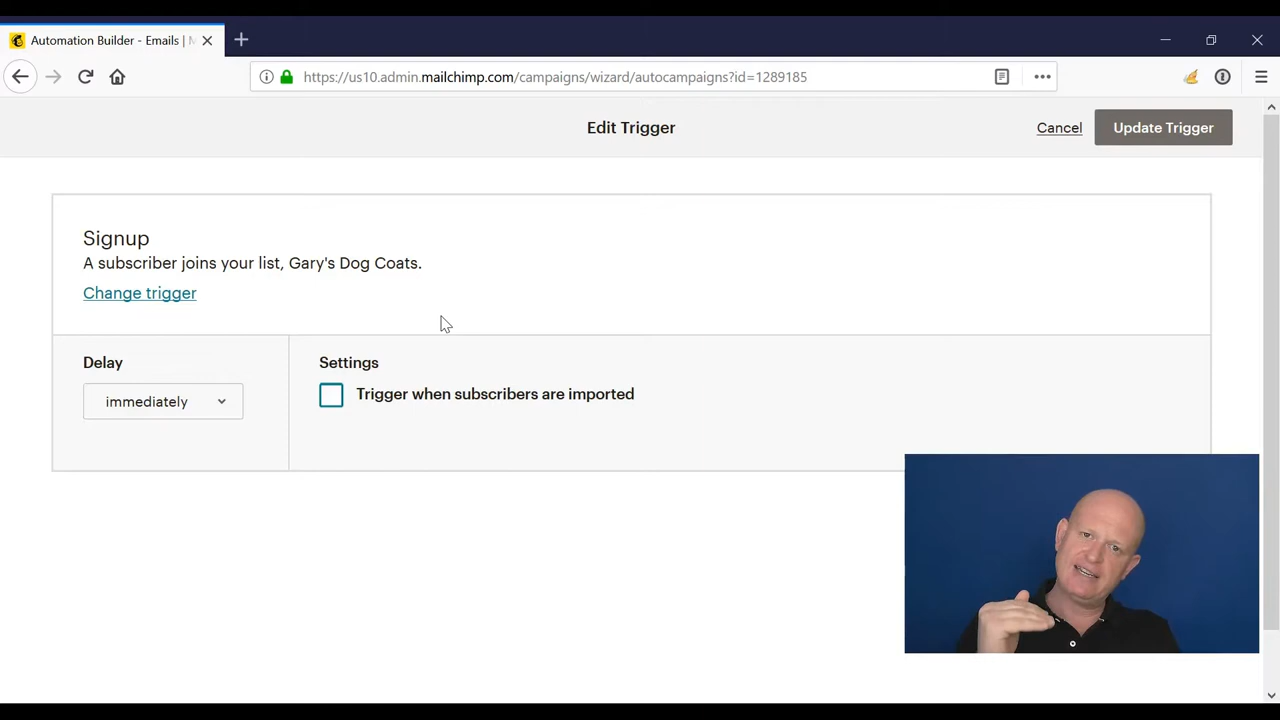 Automation Builder - Emails | M
https://us10.admin.mailchimp.com/campaigns/wizard/autocampaigns?id=1289185
Edit Trigger
Cancel
Update Trigger
Signup
A subscriber joins your list, Gary's Dog Coats.
Change trigger
Delay
immediately
Settings
Trigger when subscribers are imported